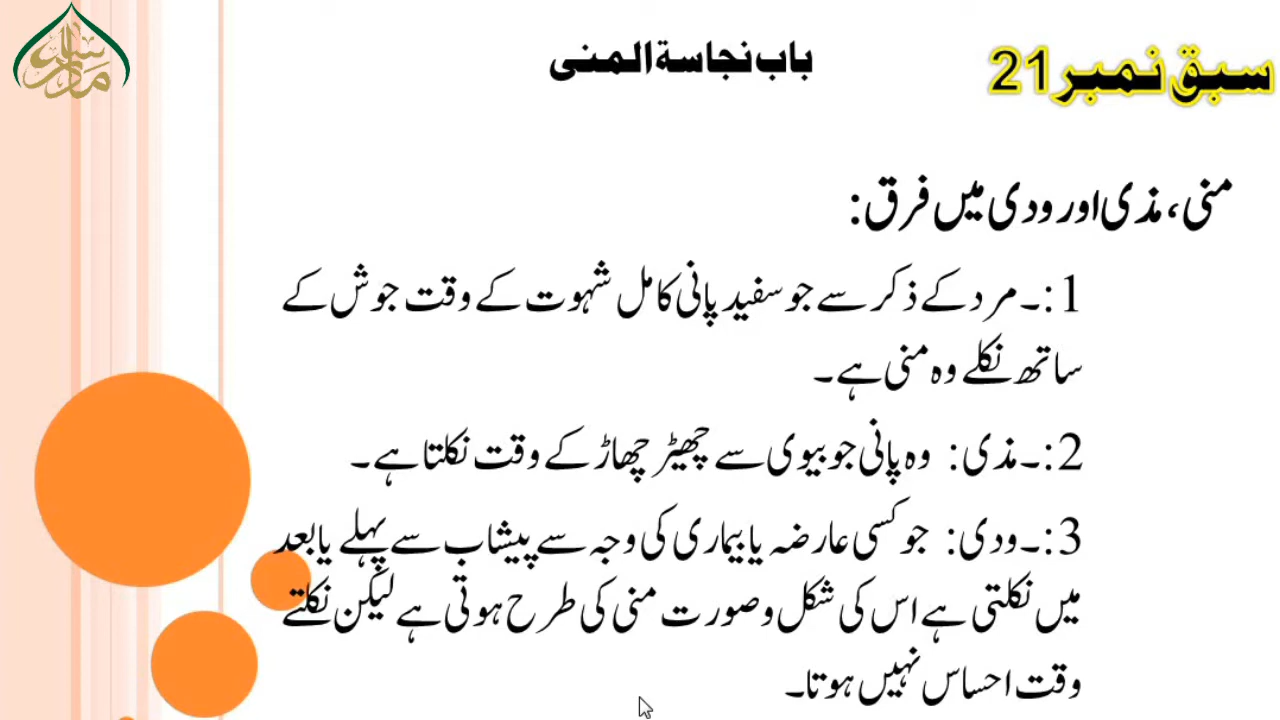 سبق نمبر 21
باب نجاسة المنی
منی، مذی اور ودی میں فرق:
1:۔ مرد کے ذکر سے جو سفید پانی کامل شہوت کے وقت جوش کے
ساتھ نکلے وہ منی ہے۔
2:۔ مذی: وہ پانی جو بیوی سے چھیڑ چھاڑ کے وقت نکلتا ہے۔
3:۔ ودی: جو کسی عارضہ یا بیماری کی وجہ سے پیشاب سے پہلے یا بعد
میں نکلتی ہے اس کی شکل و صورت منی کی طرح ہوتی ہے لیکن نکلتے
وقت احساس نہیں ہوتا۔